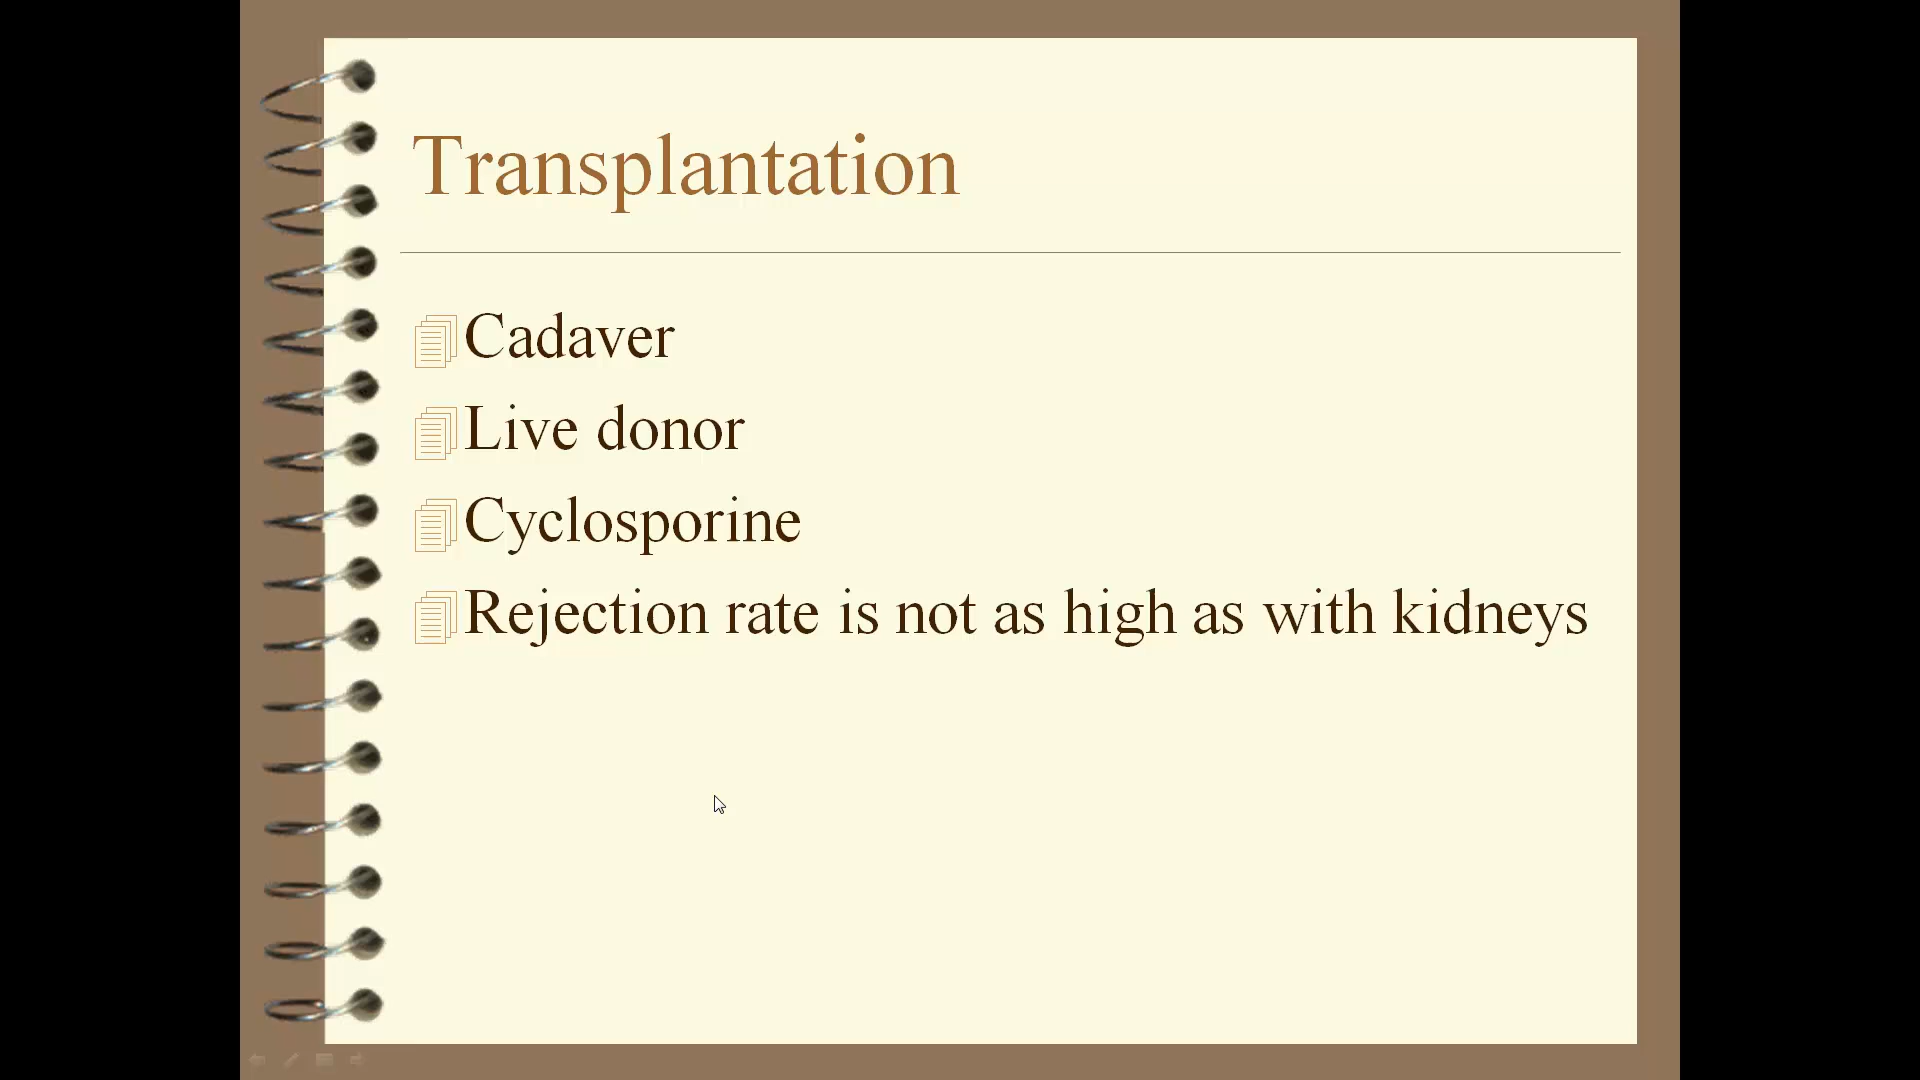 Transplantation
Cadaver
Live donor
Cyclosporine
Rejection rate is not as high as with kidneys